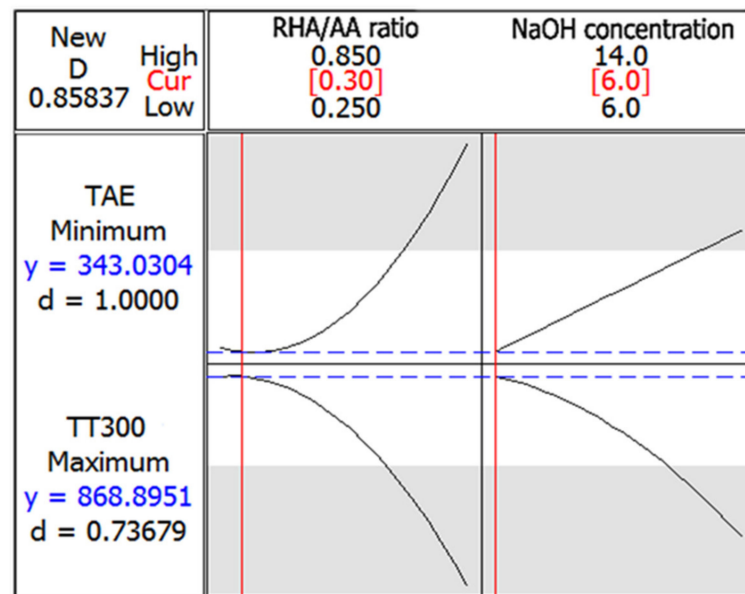 New
D
0.85837
High
Cur
Low
RHA/AA ratio
0.850
[0.30]
0.250
NaOH concentration
14.0
[6.0]
6.0
TAE
Minimum
y = 343.0304
d = 1.0000
TT300
Maximum
y = 868.8951
d = 0.73679